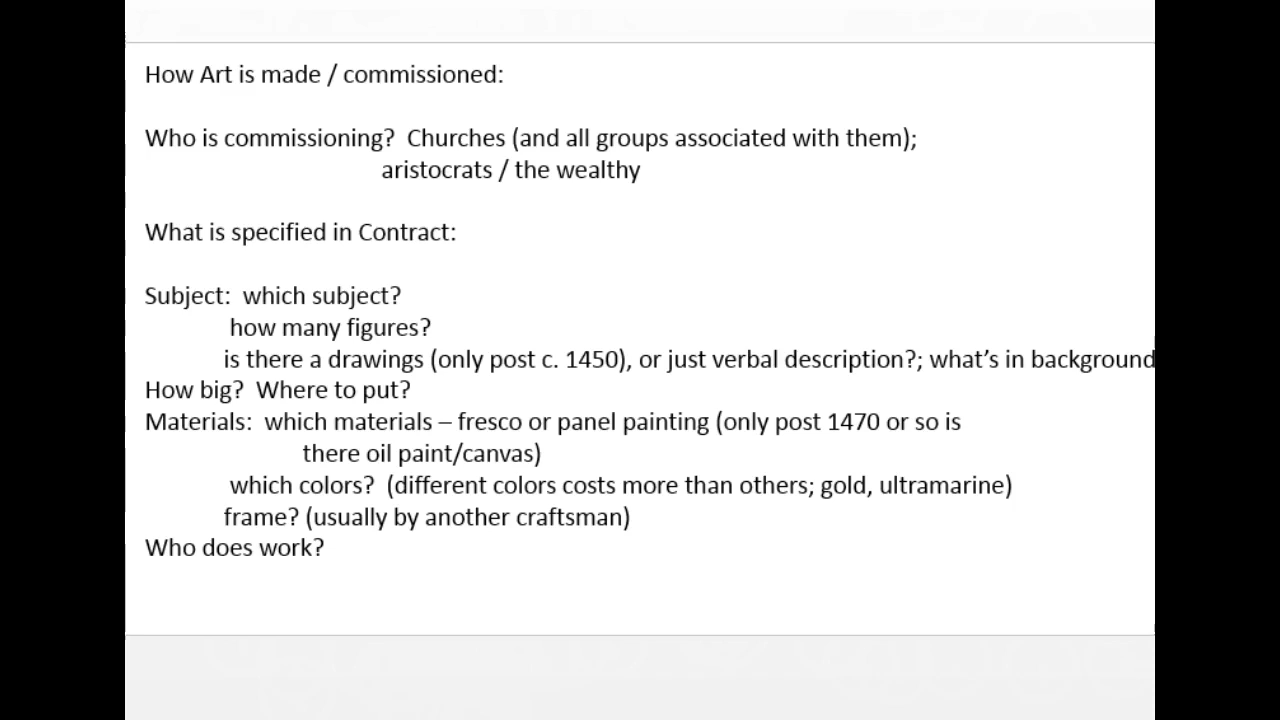 How Art is made / commissioned:
Who is commissioning?  Churches (and all groups associated with them);
aristocrats / the wealthy
What is specified in Contract:
Subject:  which subject?
how many figures?
is there a drawings (only post c. 1450), or just verbal description?; what's in background
How big?  Where to put?
Materials:  which materials – fresco or panel painting (only post 1470 or so is
there oil paint/canvas)
which colors?  (different colors costs more than others; gold, ultramarine)
frame? (usually by another craftsman)
Who does work?